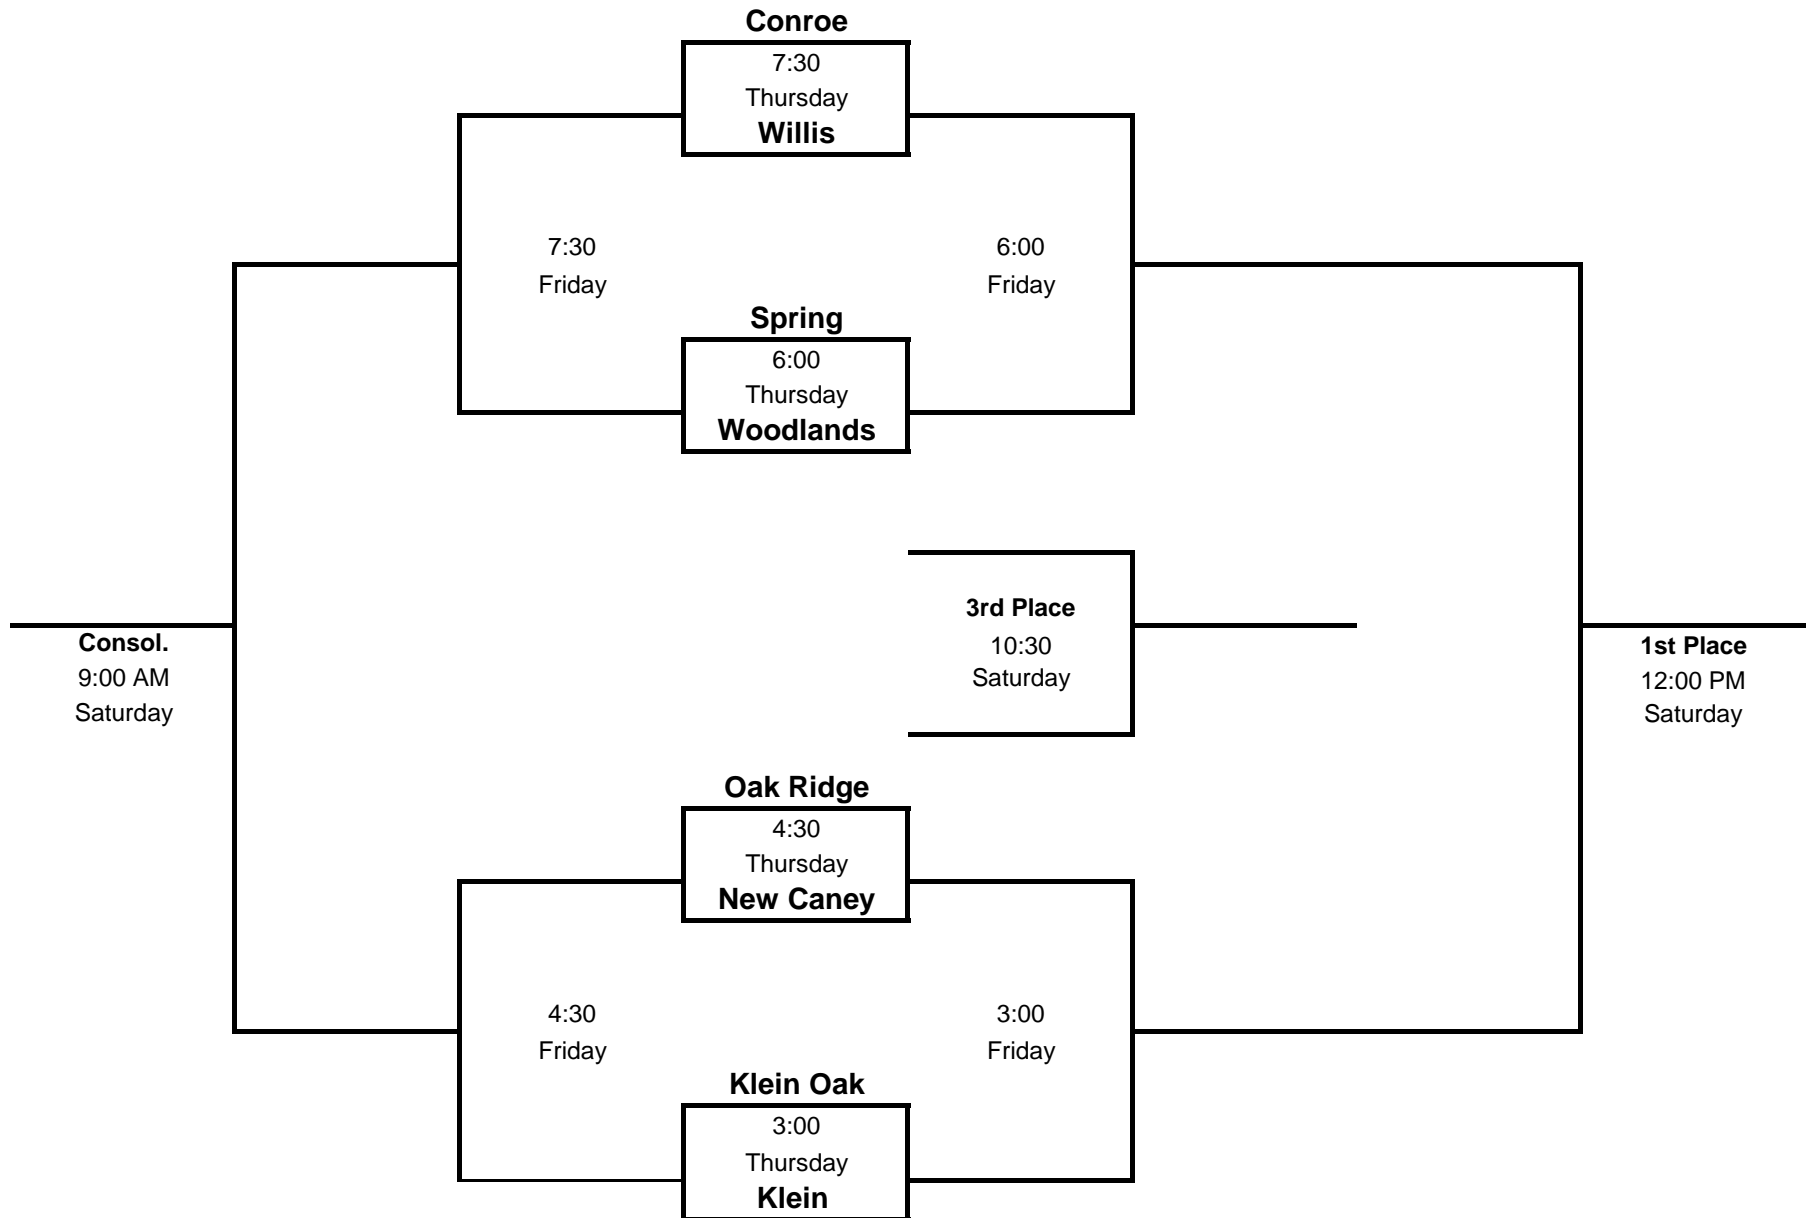 Conroe
7:30
Thursday
Willis
7:30
Friday
6:00
Friday
Spring
6:00
Thursday
Woodlands
Consol.
9:00 AM
Saturday
3rd Place
10:30
Saturday
1st Place
12:00 PM
Saturday
Oak Ridge
4:30
Thursday
New Caney
4:30
Friday
3:00
Friday
Klein Oak
3:00
Thursday
Klein